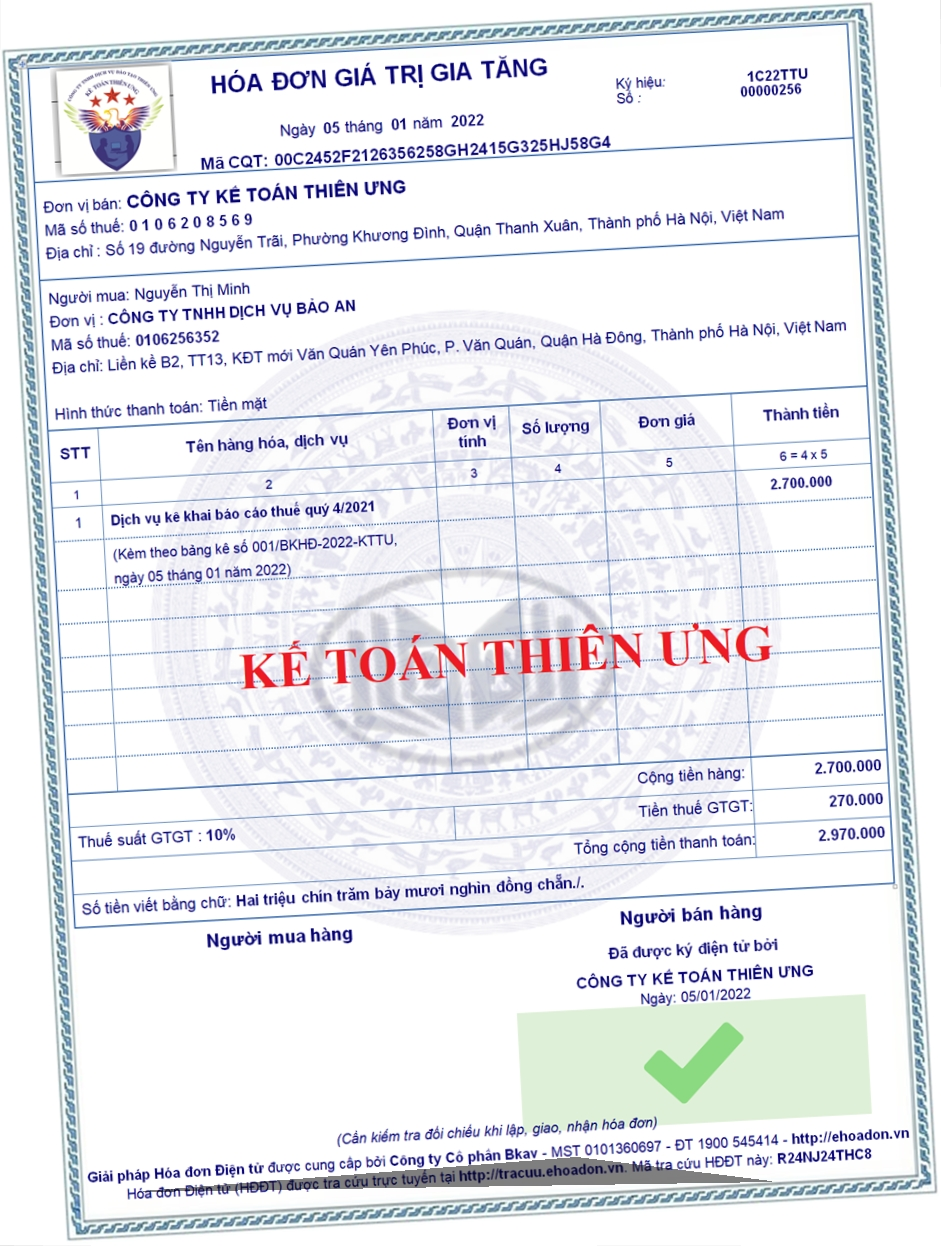 CÔNG TY TNHH DỊCH VỤ ĐÀO TẠO THIÊN ƯNG
KẾ TOÁN THIÊN ƯNG
HÓA ĐƠN GIÁ TRỊ GIA TĂNG
Ký hiệu: 1C22TTU
Số : 00000256
Ngày 05 tháng 01 năm 2022
Mã CQT: 00C2452F2126356258GH2415G325HJ58G4
Đơn vị bán: CÔNG TY KẾ TOÁN THIÊN ƯNG
Mã số thuế: 0 1 0 6 2 0 8 5 6 9
Địa chỉ : Số 19 đường Nguyễn Trãi, Phường Khương Đình, Quận Thanh Xuân, Thành phố Hà Nội, Việt Nam
Người mua: Nguyễn Thị Minh
Đơn vị : CÔNG TY TNHH DỊCH VỤ BẢO AN
Mã số thuế: 0106256352
Địa chỉ: Liền kề B2, TT13, KĐT mới Văn Quán Yên Phúc, P. Văn Quán, Quận Hà Đông, Thành phố Hà Nội, Việt Nam
Hình thức thanh toán: Tiền mặt
STT Tên hàng hóa, dịch vụ Đơn vị tính Số lượng Đơn giá Thành tiền
1 2 3 4 5 6 = 4 x 5
1 Dịch vụ kê khai báo cáo thuế quý 4/2021 2.700.000
(Kèm theo bảng kê số 001/BKHĐ-2022-KTTU,
ngày 05 tháng 01 năm 2022)
KẾ TOÁN THIÊN ƯNG
Cộng tiền hàng: 2.700.000
Thuế suất GTGT : 10% Tiền thuế GTGT: 270.000
Tổng cộng tiền thanh toán: 2.970.000
Số tiền viết bằng chữ: Hai triệu chín trăm bảy mươi nghìn đồng chẵn./.
Người mua hàng Người bán hàng
Đã được ký điện tử bởi
CÔNG TY KẾ TOÁN THIÊN ƯNG
Ngày: 05/01/2022
(Cần kiểm tra đối chiếu khi lập, giao, nhận hóa đơn)
Giải pháp Hóa đơn Điện tử được cung cấp bởi Công ty Cổ phần Bkav - MST 0101360697 - ĐT 1900 545414 - http://ehoadon.vn
Hóa đơn Điện tử (HĐĐT) được tra cứu trực tuyến tại http://tracuu.ehoadon.vn. Mã tra cứu HĐĐT này: R24NJ24THC8